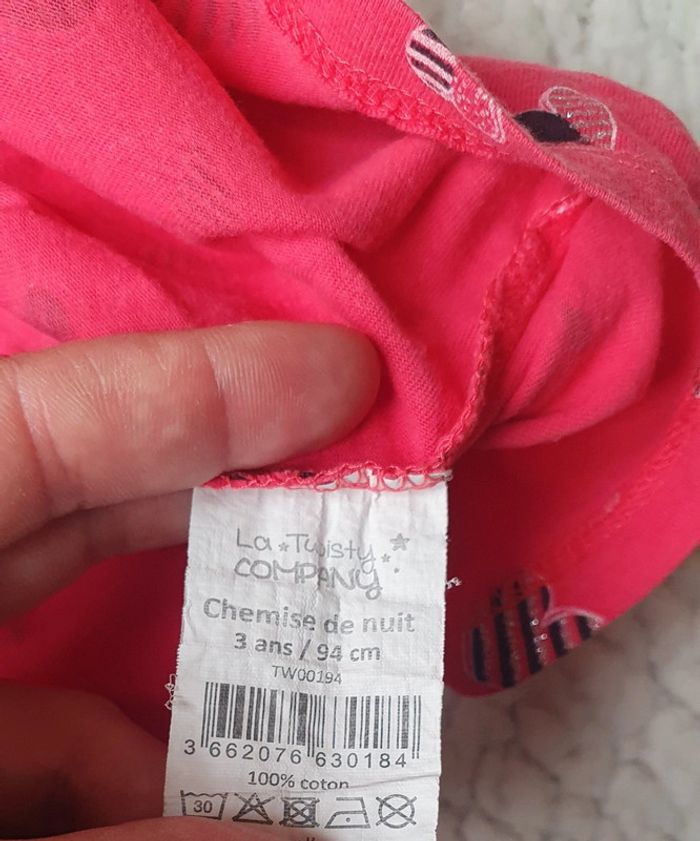 La Twisty
COMPANY
Chemise de nuit
3 ans / 94 cm
TW00194
3 662076 630184
100% coton
30